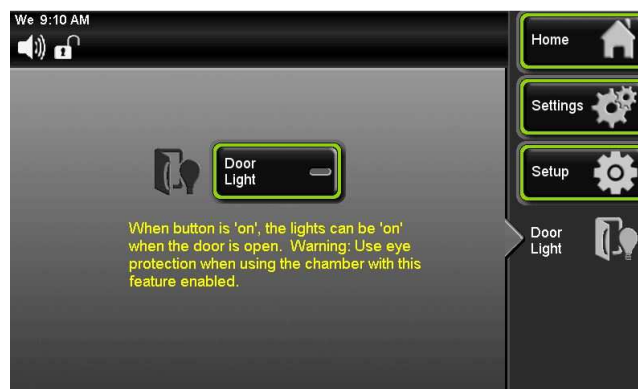 We 9:10 AM
Home
Settings
Setup
Door
Light
Door
Light
When button is 'on', the lights can be 'on'
when the door is open.  Warning: Use eye
protection when using the chamber with this
feature enabled.